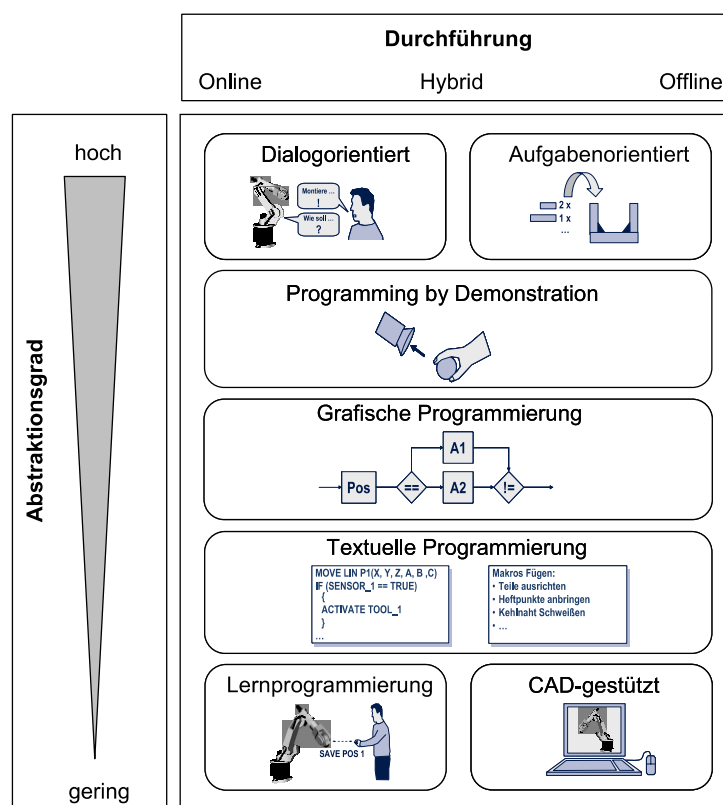 Durchführung
Online Hybrid Offline
Abstraktionsgrad
hoch
gering
Dialogorientiert
Montiere ...
!
Wie soll ...
?
Aufgabenorientiert
2 x
1 x
...
Programming by Demonstration
Grafische Programmierung
Pos
==
A1
A2
!=
Textuelle Programmierung
MOVE LIN P1(X, Y, Z, A, B ,C)
IF (SENSOR_1 == TRUE)
{
ACTIVATE TOOL_1
}
...
Makros Fügen:
• Teile ausrichten
• Heftpunkte anbringen
• Kehlnaht Schweißen
• ...
Lernprogrammierung
SAVE POS 1
CAD-gestützt